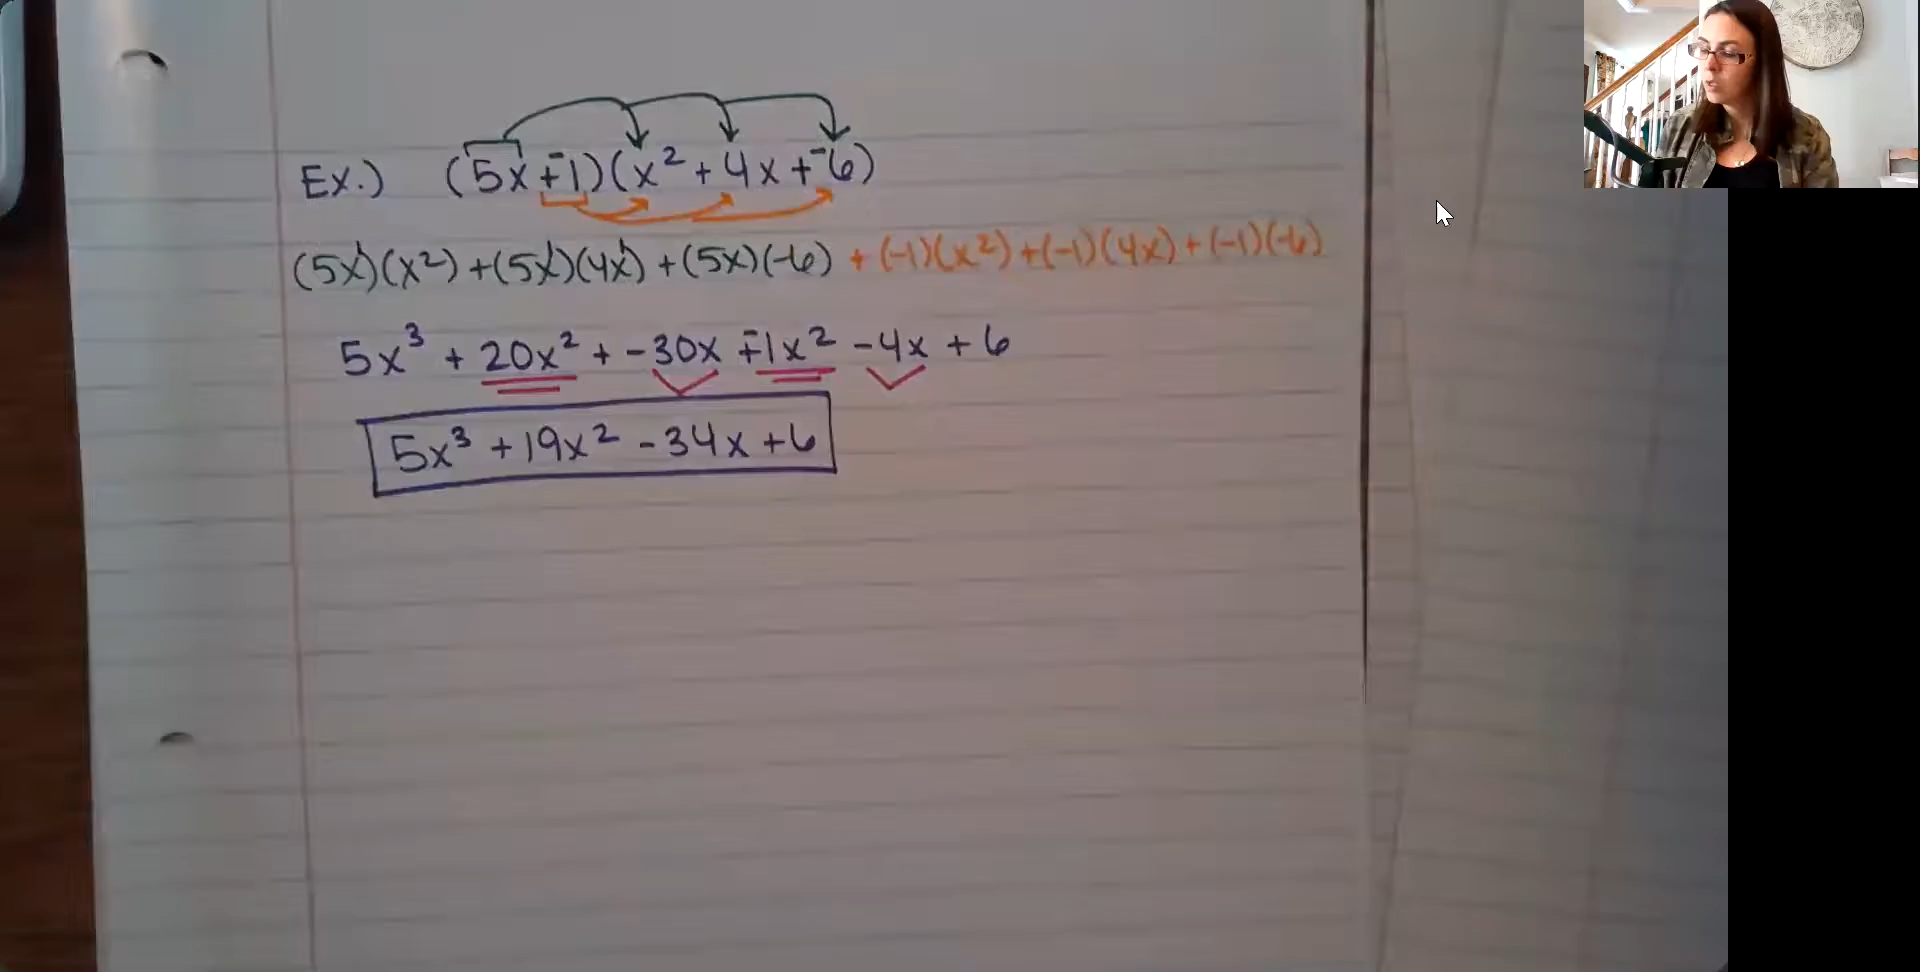 Ex.) (5x+-1)(x²+4x+-6)
(5x)(x²)+(5x)(4x)+(5x)(-6)+(-1)(x²)+(-1)(4x)+(-1)(-6)
5x³+20x²+-30x+-1x²-4x+6
5x³+19x²-34x+6